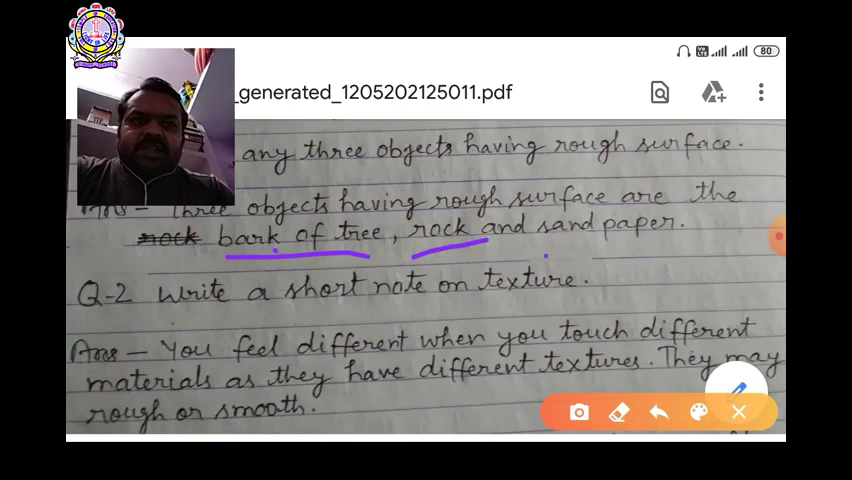 80
_generated_1205202125011.pdf
any three objects having rough surface.
Ans - Three objects having rough surface are the
rock bark of tree, rock and sand paper.
Q-2 Write a short note on texture.
Ans - You feel different when you touch different
materials as they have different textures. They may
rough or smooth.